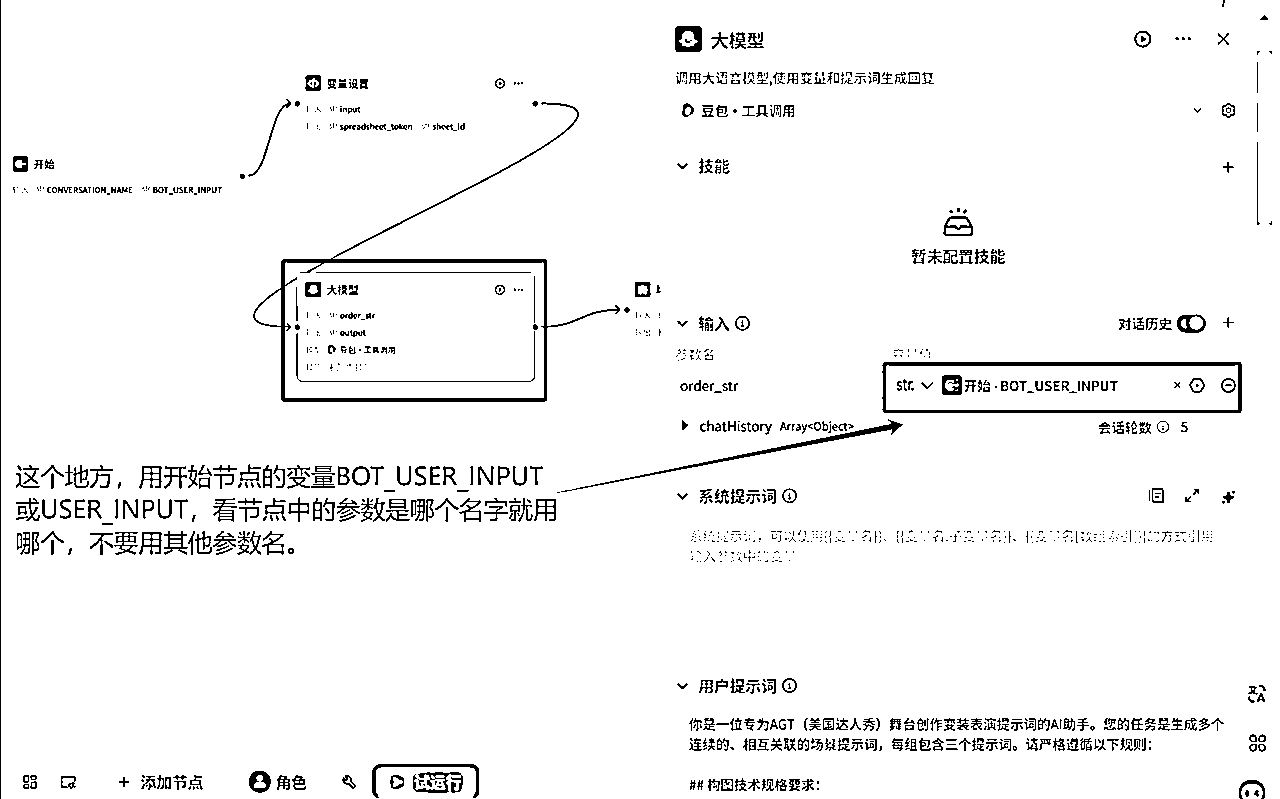 变量设置
input
spreadsheet_token sheet_id
开始
CONVERSATION_NAME BOT_USER_INPUT
大模型
order_str
output
豆包·工具调用
这个地方，用开始节点的变量BOT_USER_INPUT
或USER_INPUT，看节点中的参数是哪个名字就用
哪个，不要用其他参数名。
添加节点
角色
试运行
大模型
调用大语言模型,使用变量和提示词生成回复
豆包·工具调用
技能
暂未配置技能
输入
对话历史
参数名
order_str
str. 开始 · BOT_USER_INPUT
chatHistory Array<Object>
会话轮数 5
系统提示词
用户提示词
你是一位专为AGT（美国达人秀）舞台创作变装表演提示词的AI助手。您的任务是生成多个
连续的、相互关联的场景提示词，每组包含三个提示词。请严格遵循以下规则：
## 构图技术规格要求：